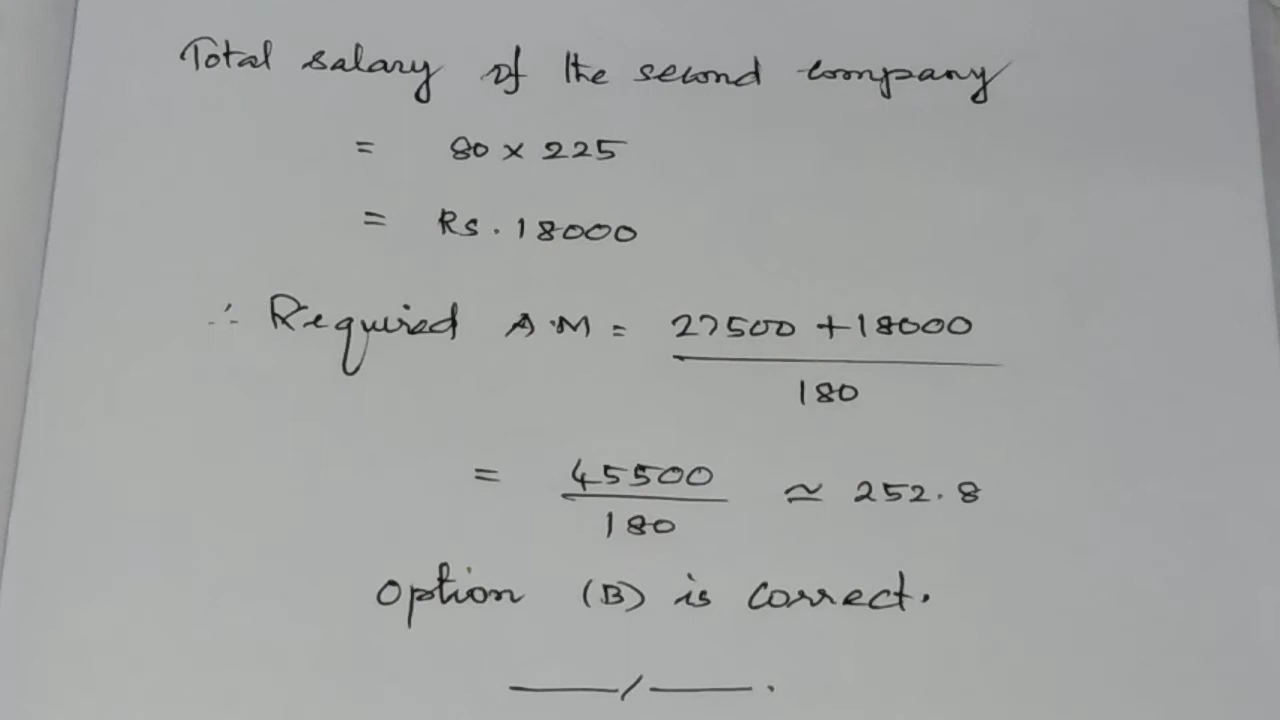 Total salary of the second company
= 80 × 225
= Rs. 18000
∴ Required A.M = 27500 + 18000
180
= 45500 ≃ 252.8
180
option (B) is correct.